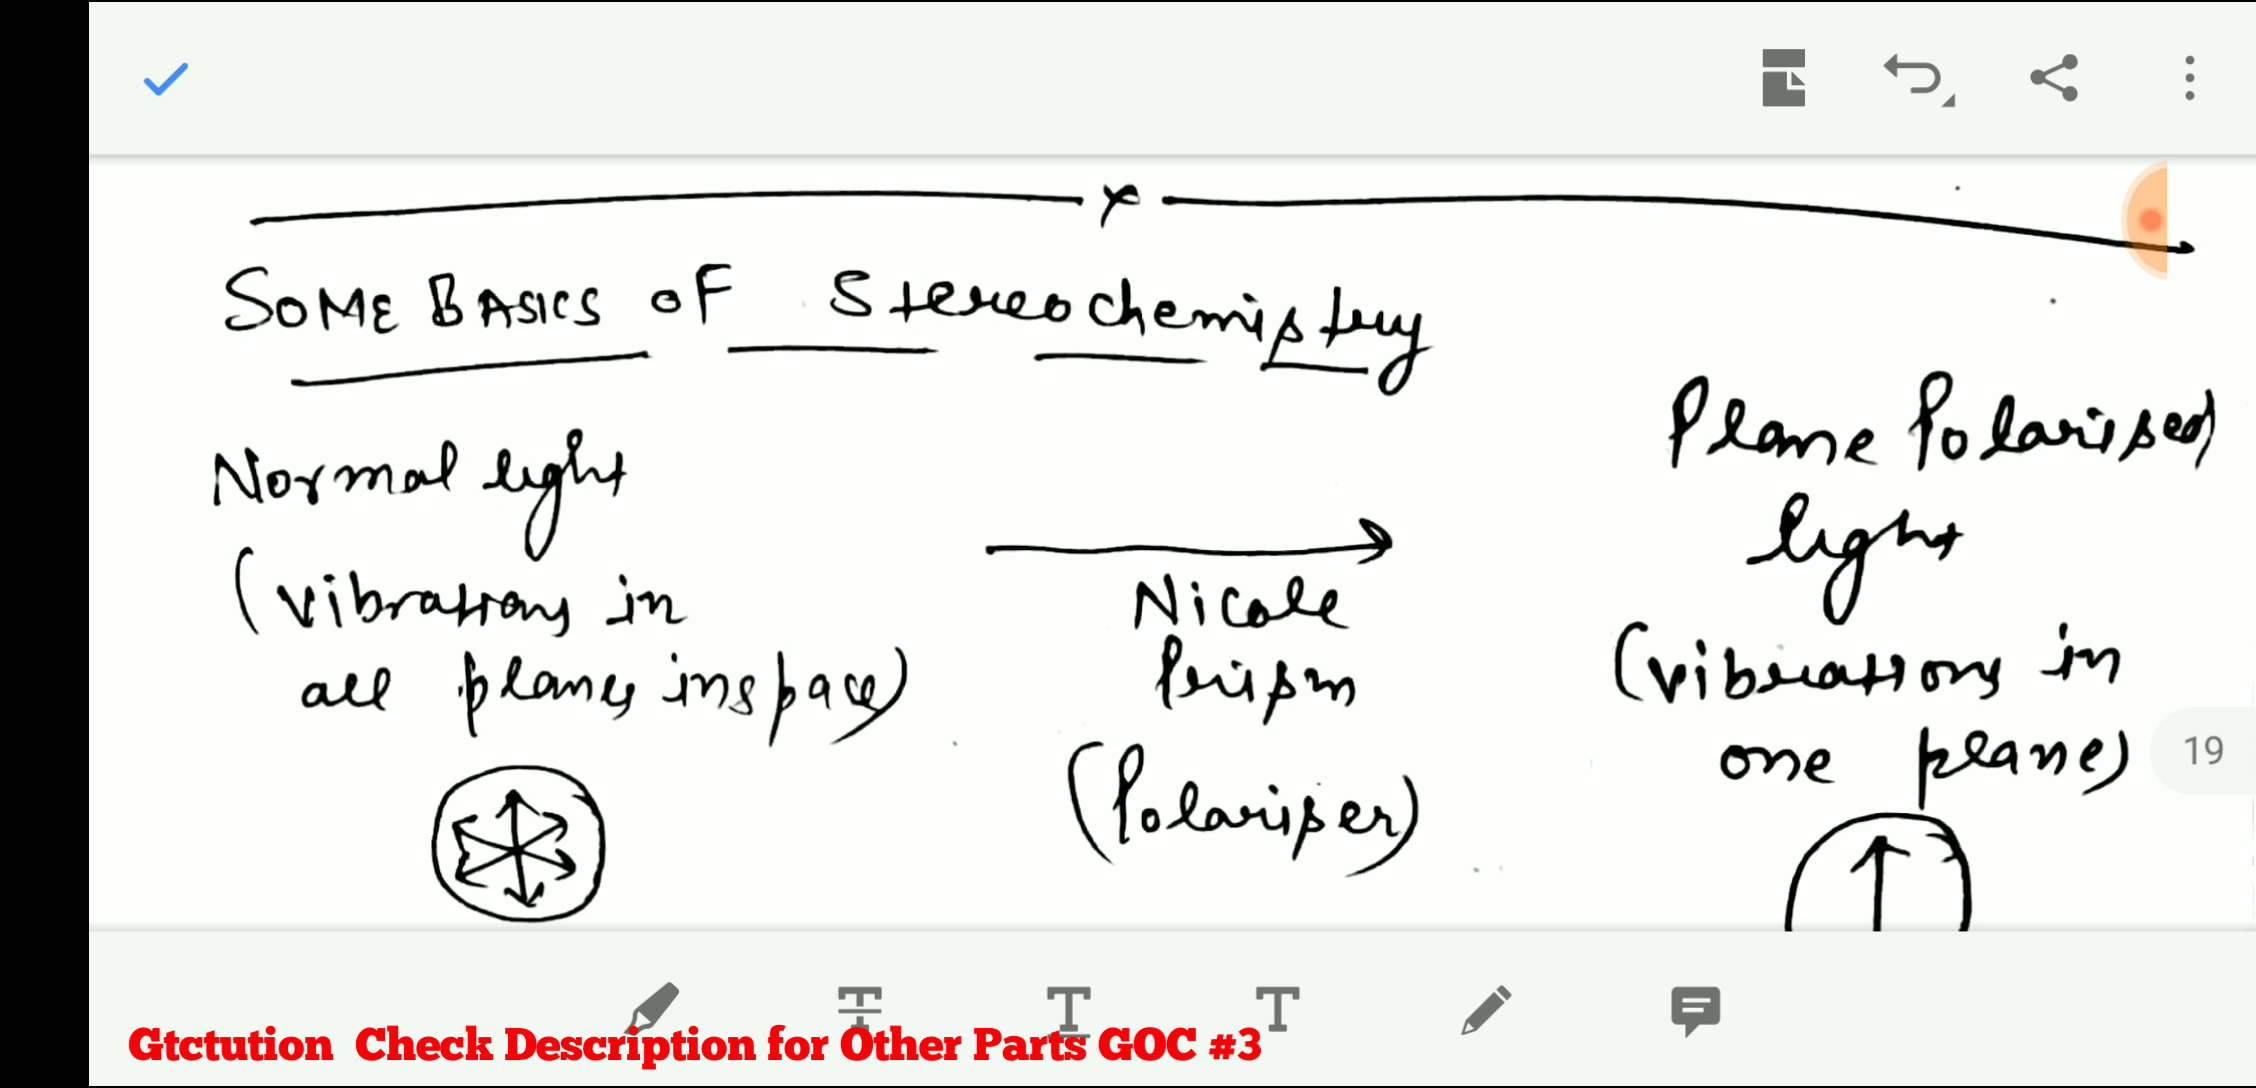 SOME BASICS OF Stereochemistry
Normal light
(vibrations in
all planes in space)
Nicole
Prism
(Polariser)
Plane Polarised
light
(vibrations in
one plane)
19
Gtctution Check Description for Other Parts GOC #3